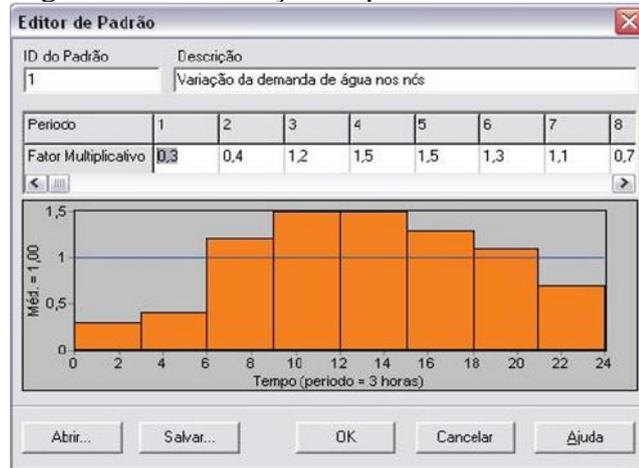 Editor de Padrão
ID do Padrão Descrição
1 Variação da demanda de água nos nós
Periodo 1 2 3 4 5 6 7 8
Fator Multiplicativo 0,3 0,4 1,2 1,5 1,5 1,3 1,1 0,7
1,5
1
0,5
0
Méd. = 1,00
0 2 4 6 8 10 12 14 16 18 20 22 24
Tempo (periodo = 3 horas)
Abrir... Salvar... OK Cancelar Ajuda